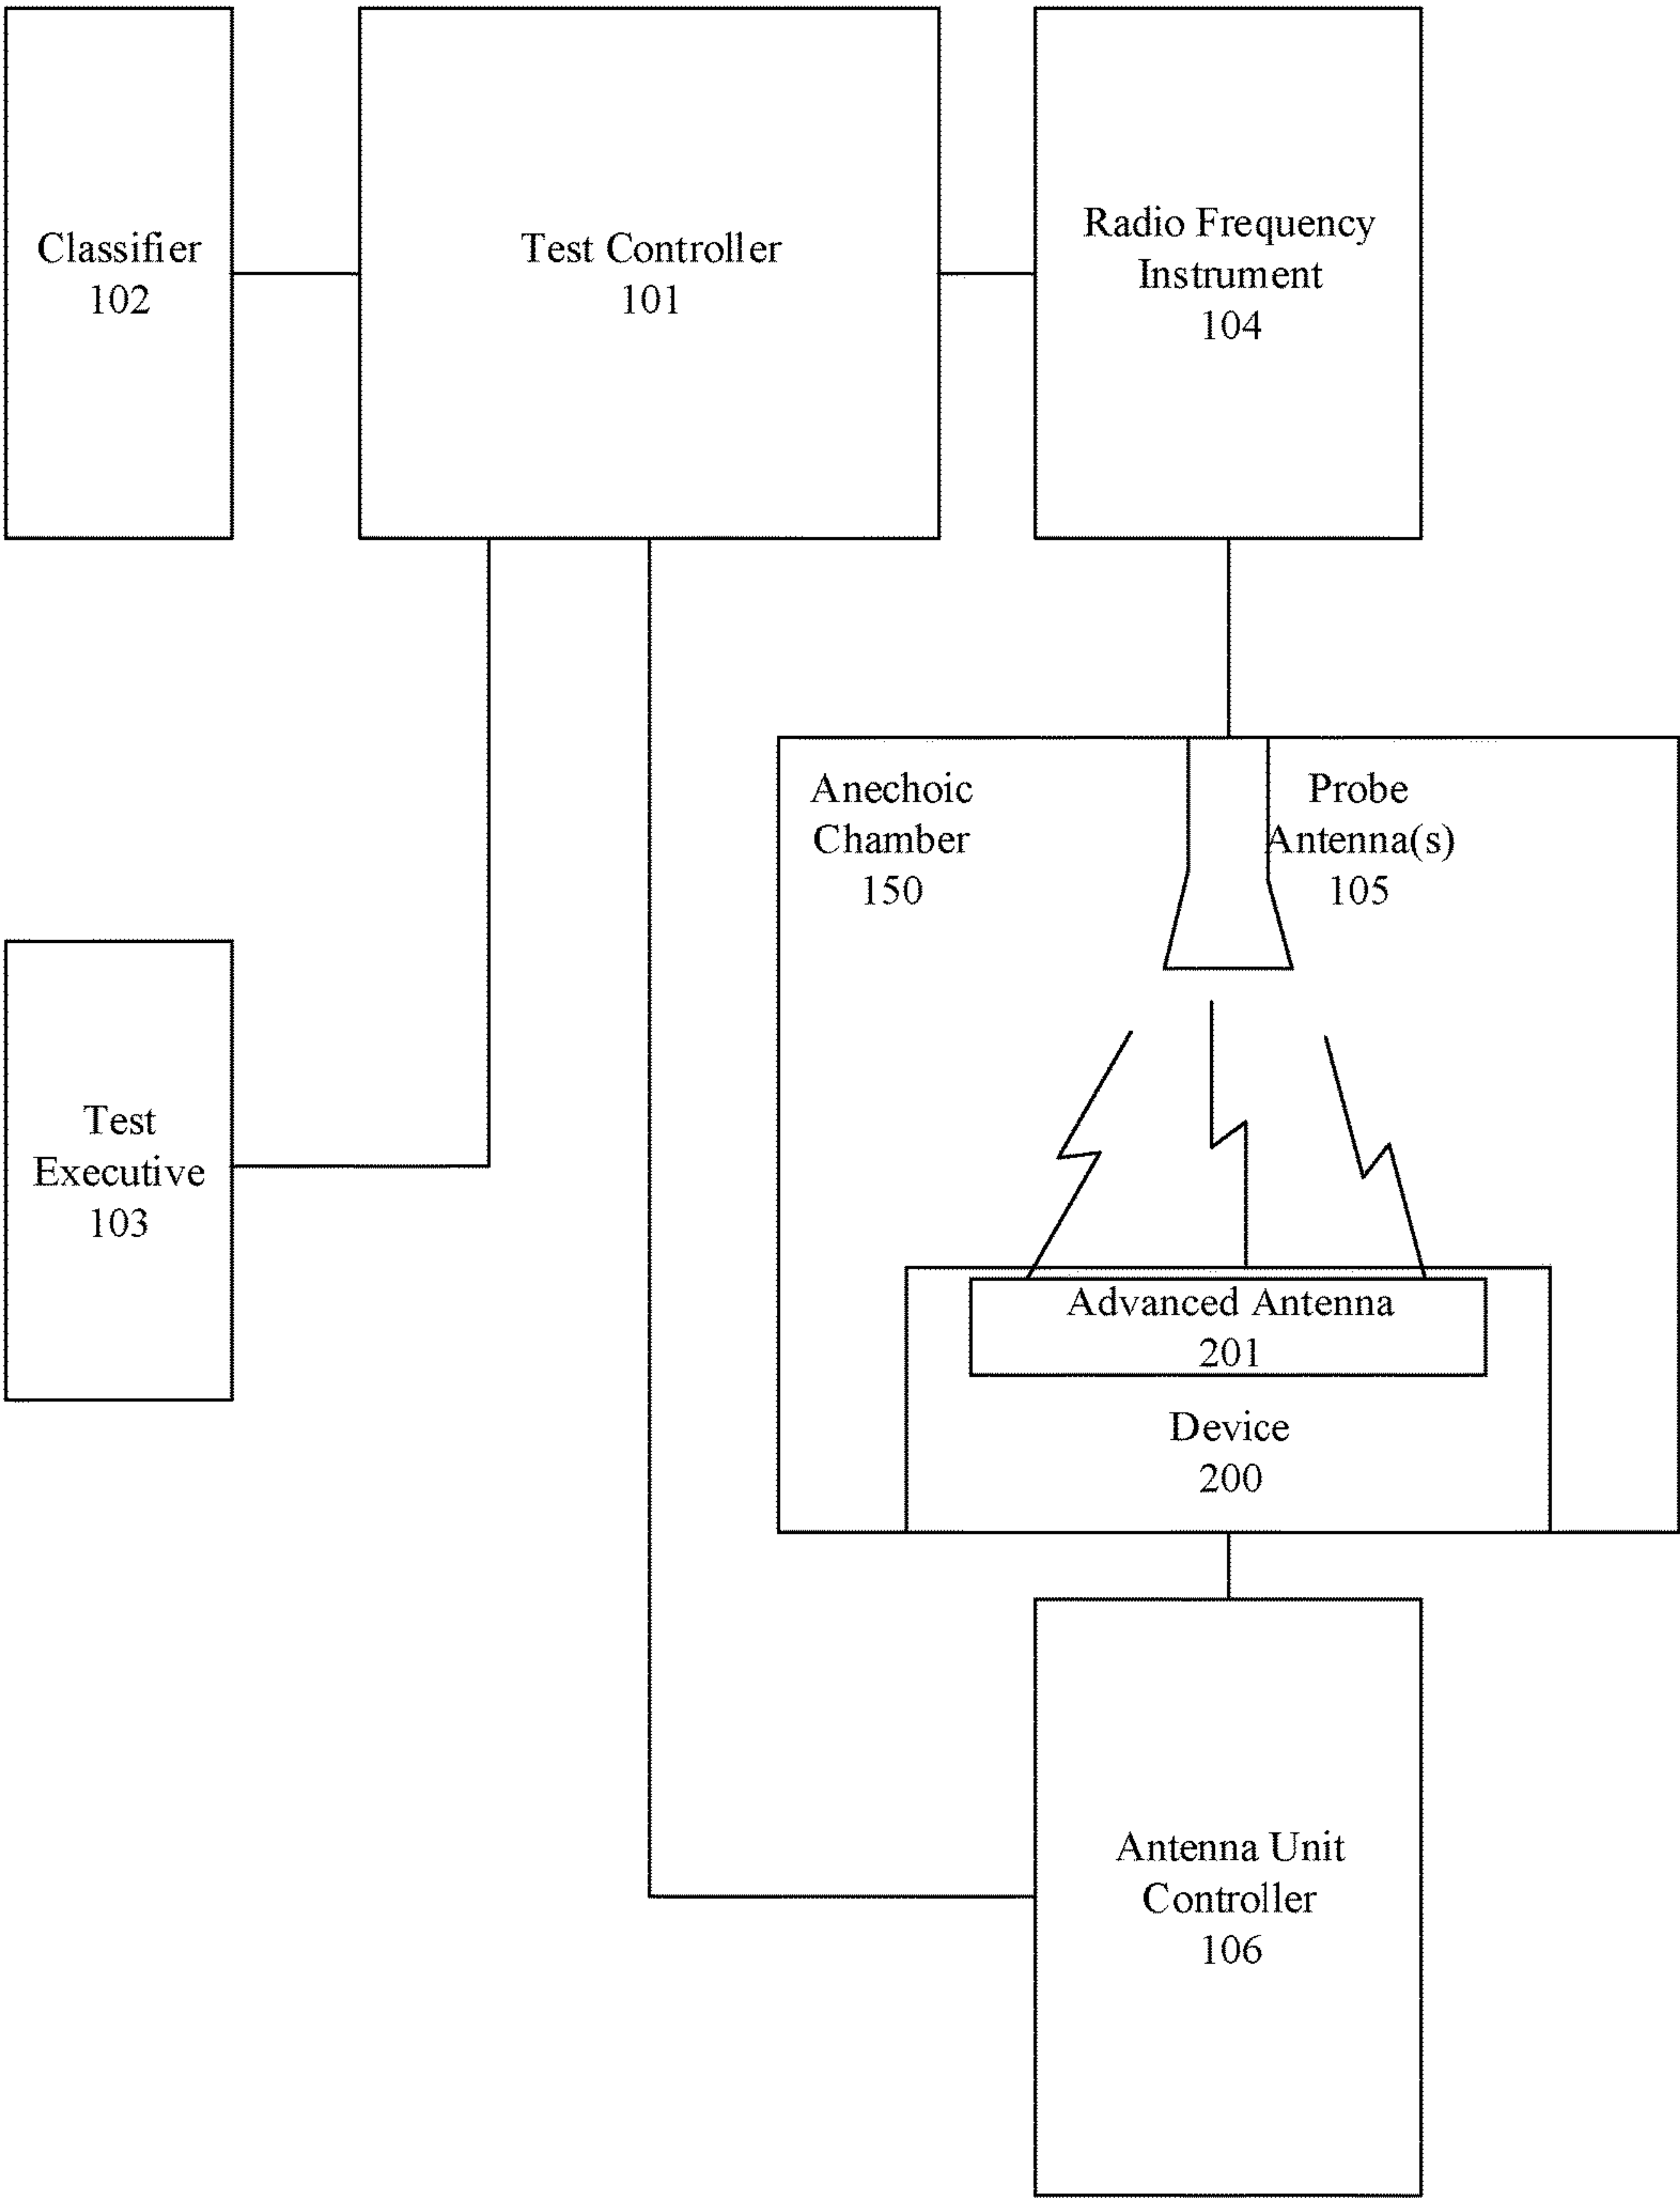 Classifier
102
Test Controller
101
Radio Frequency
Instrument
104
Anechoic
Chamber
150
Probe
Antenna(s)
105
Test
Executive
103
Advanced Antenna
201
Device
200
Antenna Unit
Controller
106